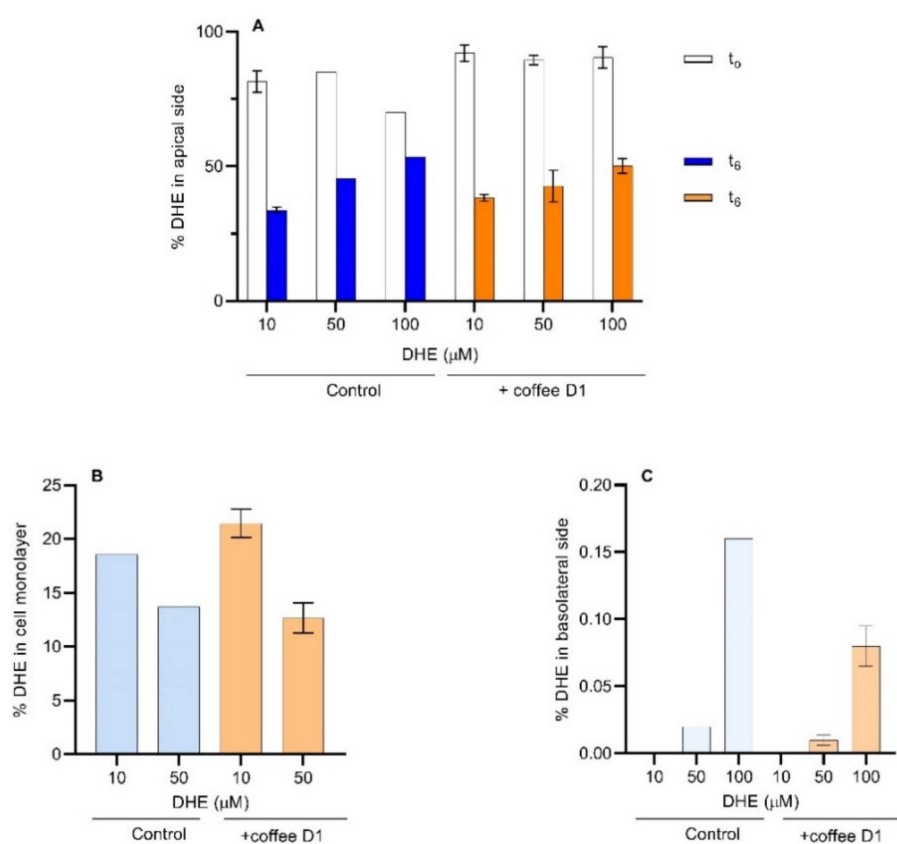 A
% DHE in apical side
100
50
0
10 50 100 10 50 100
DHE (µM)
Control + coffee D1
t₀
t₆
t₆
B
% DHE in cell monolayer
25
20
15
10
5
0
10 50 10 50
DHE (µM)
Control +coffee D1
C
% DHE in basolateral side
0.20
0.15
0.10
0.05
0.00
10 50 100 10 50 100
DHE (µM)
Control +coffee D1